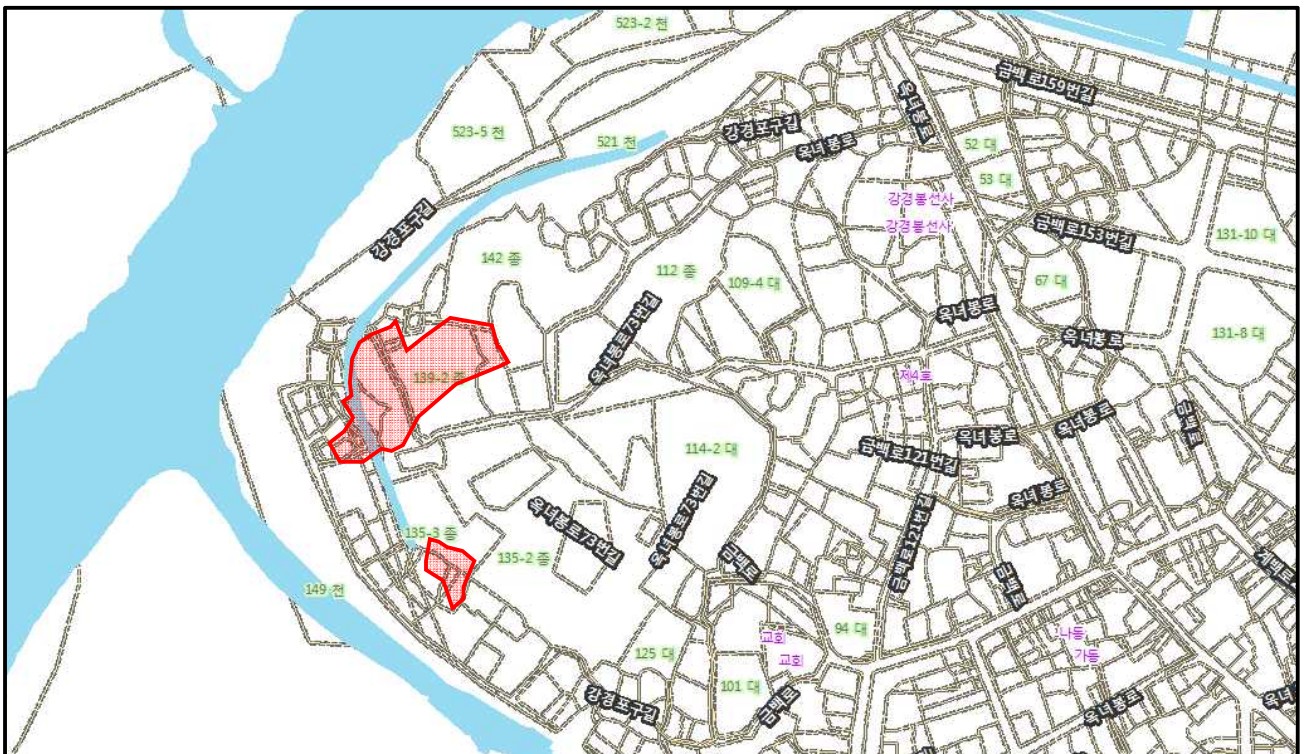 523-2 천
금백로159번길
523-5 천
521 천
강경포구길
옥녀봉로
옥녀봉로
52 대
53 대
강경봉선사
강경봉선사
강경포구길
금백로153번길
131-10 대
142 종
112 종
109-4 대
67 대
옥녀봉로
옥녀봉로
131-8 대
옥녀봉로73번길
139-2 종
제4호
옥녀봉로
옥녀봉로
금백로121번길
114-2 대
옥녀봉로
135-3 종
135-2 종
옥녀봉로73번길
옥녀봉로73번길
금백로
금백로121번길
149 천
94 대
교회
교회
나동
가동
125 대
101 대
강경포구길
금백로
옥녀봉로